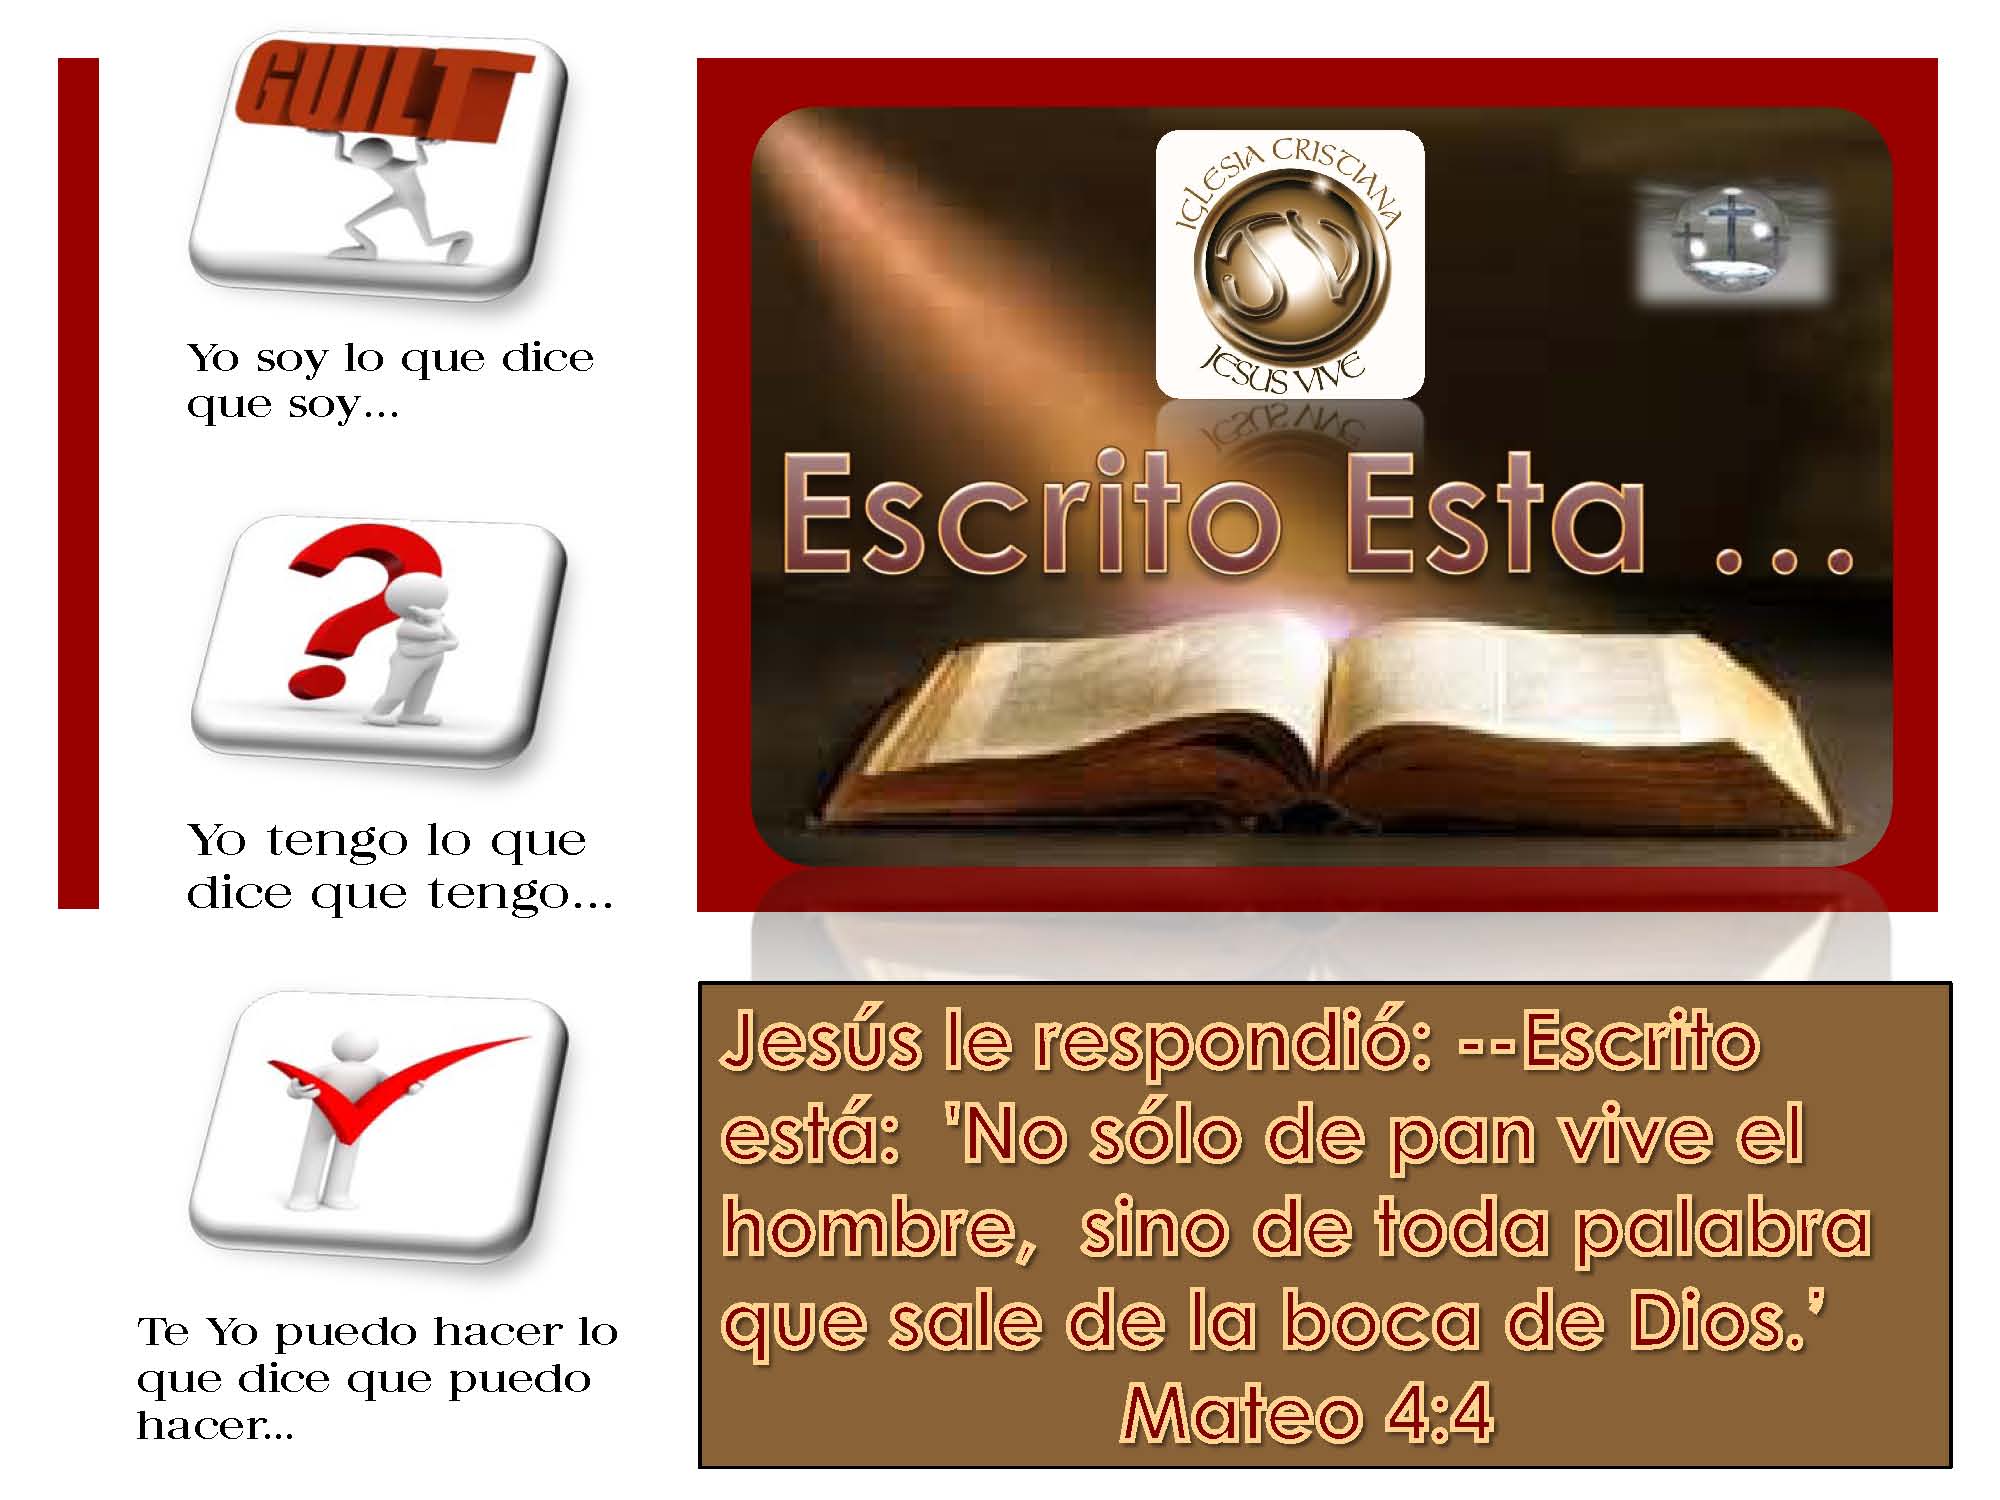 GUILT
Yo soy lo que dice
que soy...
Yo tengo lo que
dice que tengo...
Te Yo puedo hacer lo
que dice que puedo
hacer...
IGLESIA CRISTIANA
JV
JESUS VIVE
Escrito Esta ...
Jesús le respondió: --Escrito
está:  'No sólo de pan vive el
hombre,  sino de toda palabra
que sale de la boca de Dios.’
Mateo 4:4